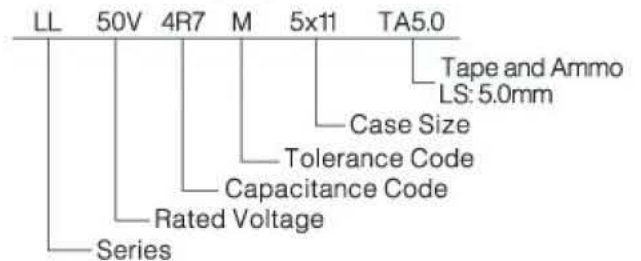 LL 50V 4R7 M 5x11 TA5.0
Tape and Ammo
LS: 5.0mm
Case Size
Tolerance Code
Capacitance Code
Rated Voltage
Series